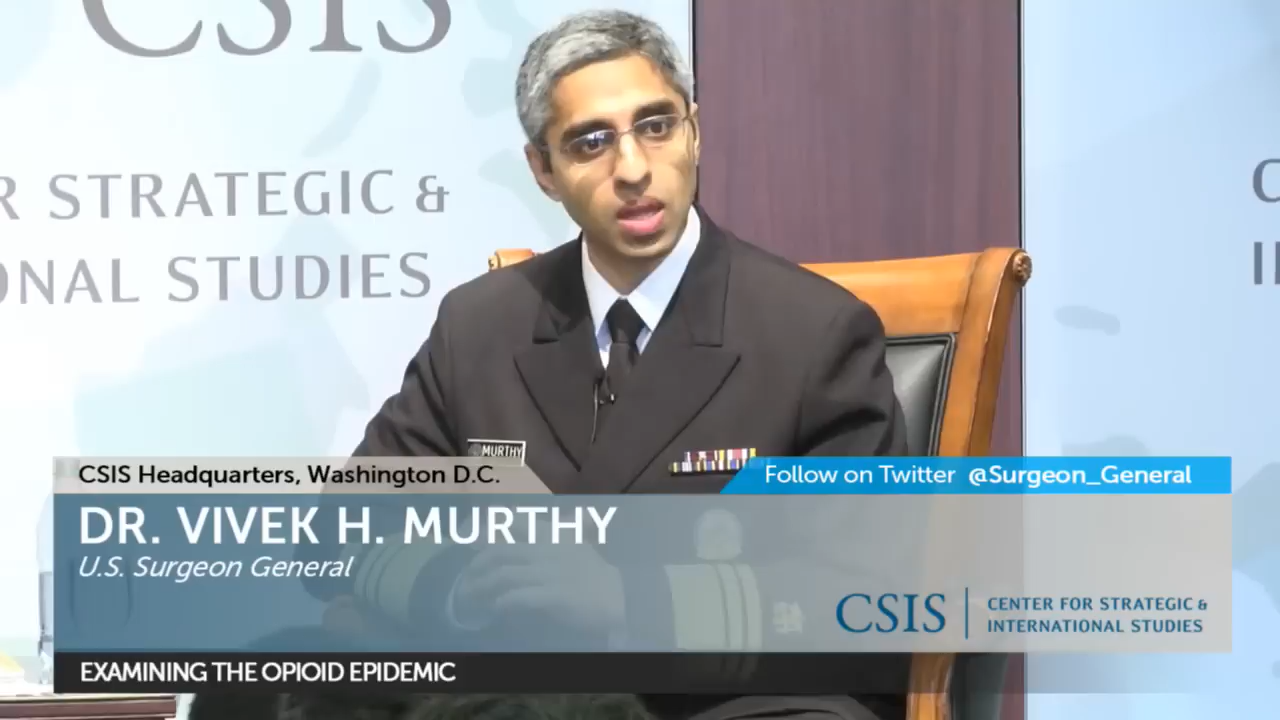 CSIS
R STRATEGIC &
ONAL STUDIES
MURTHY
CSIS Headquarters, Washington D.C.
Follow on Twitter @Surgeon_General
DR. VIVEK H. MURTHY
U.S. Surgeon General
CSIS
CENTER FOR STRATEGIC &
INTERNATIONAL STUDIES
EXAMINING THE OPIOID EPIDEMIC